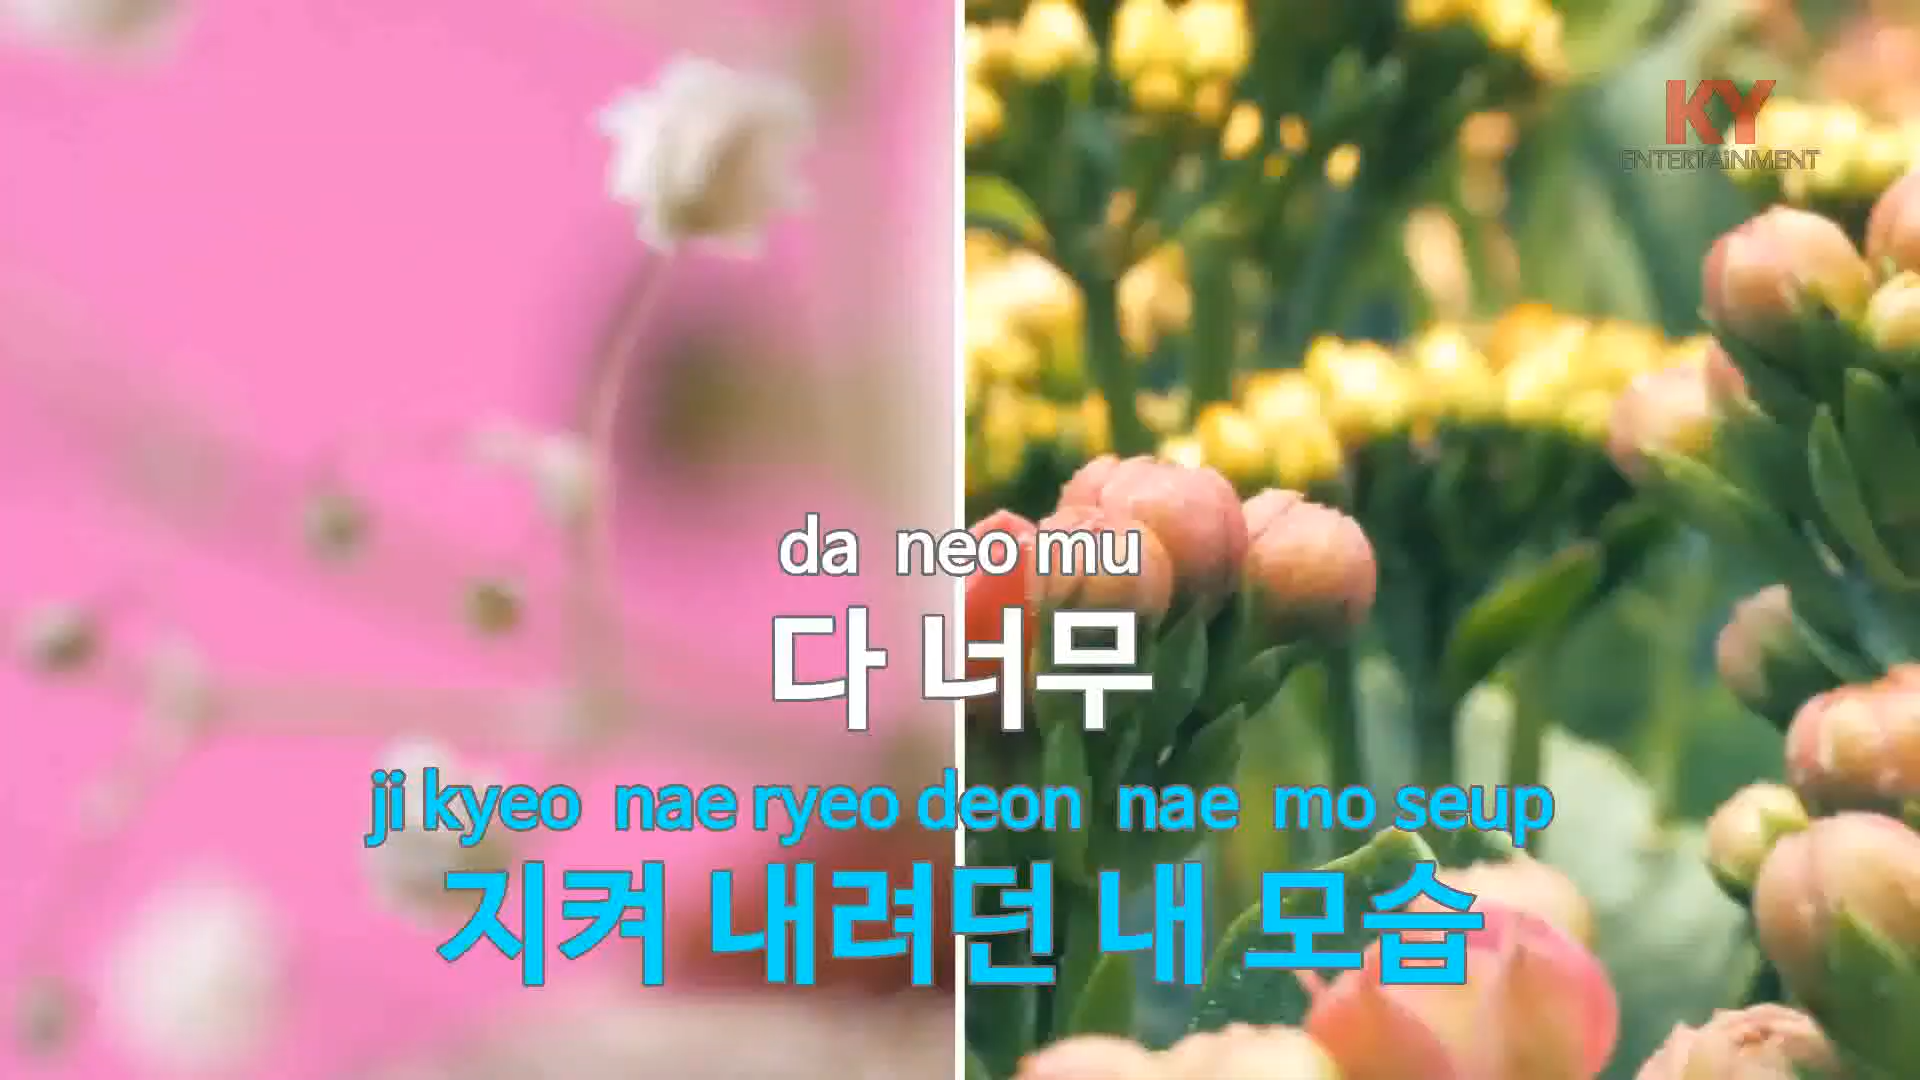 KY
ENTERTAiNMENT
da neo mu
다 너무
ji kyeo nae ryeo deon nae mo seup
지켜 내려던 내 모습